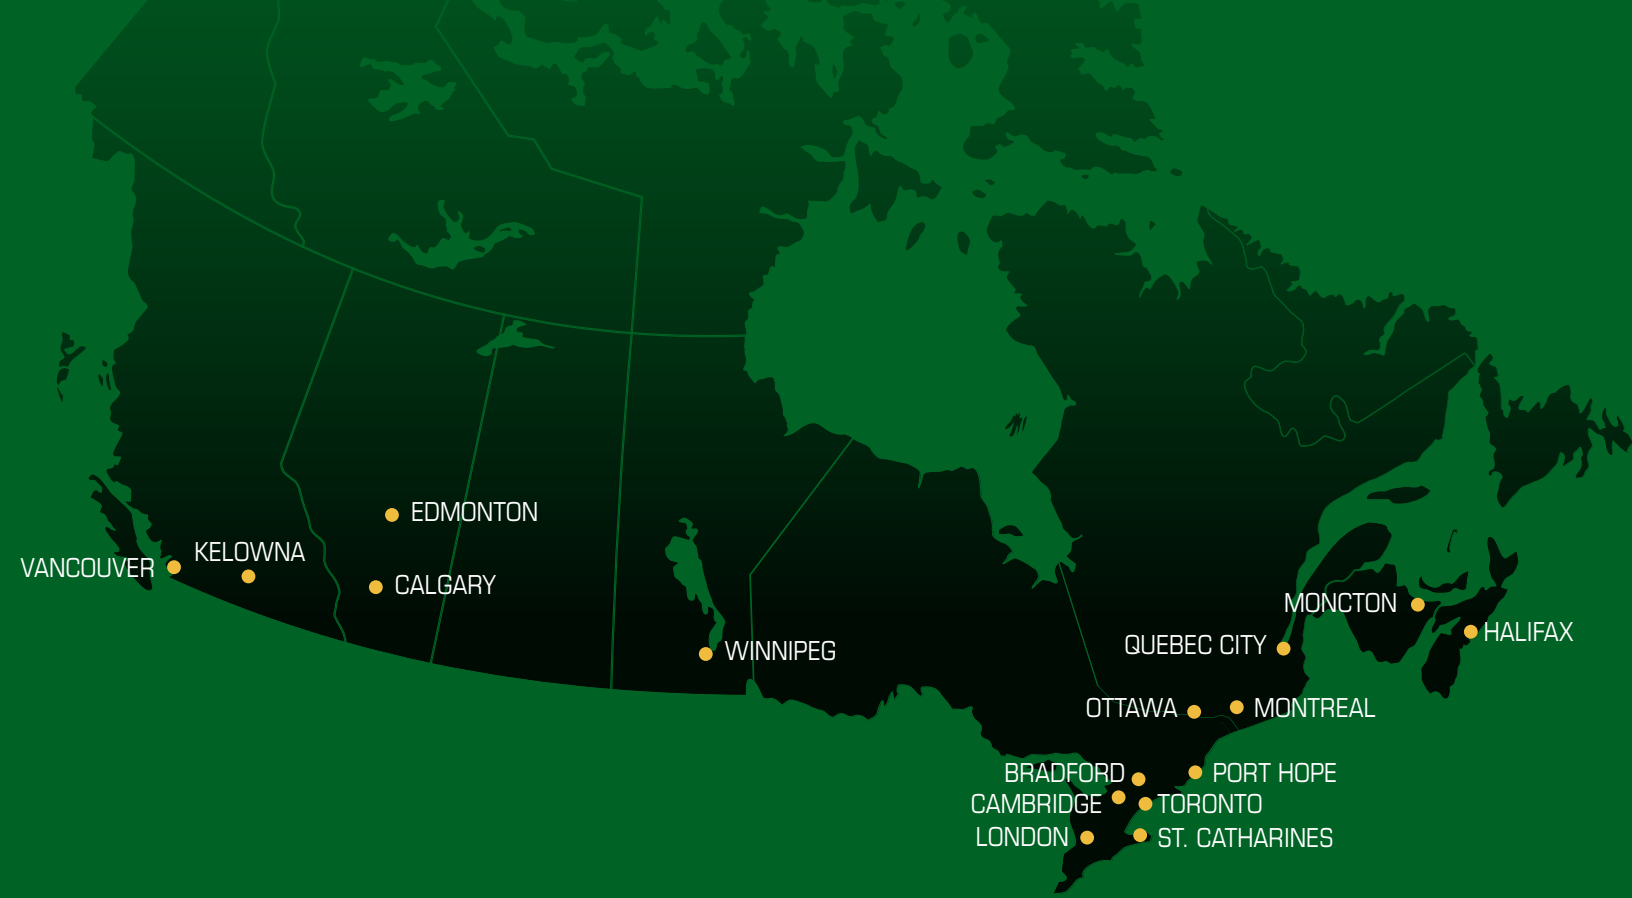 EDMONTON
KELOWNA
VANCOUVER
CALGARY
WINNIPEG
MONCTON
HALIFAX
QUEBEC CITY
OTTAWA
MONTREAL
BRADFORD
PORT HOPE
CAMBRIDGE
TORONTO
LONDON
ST. CATHARINES